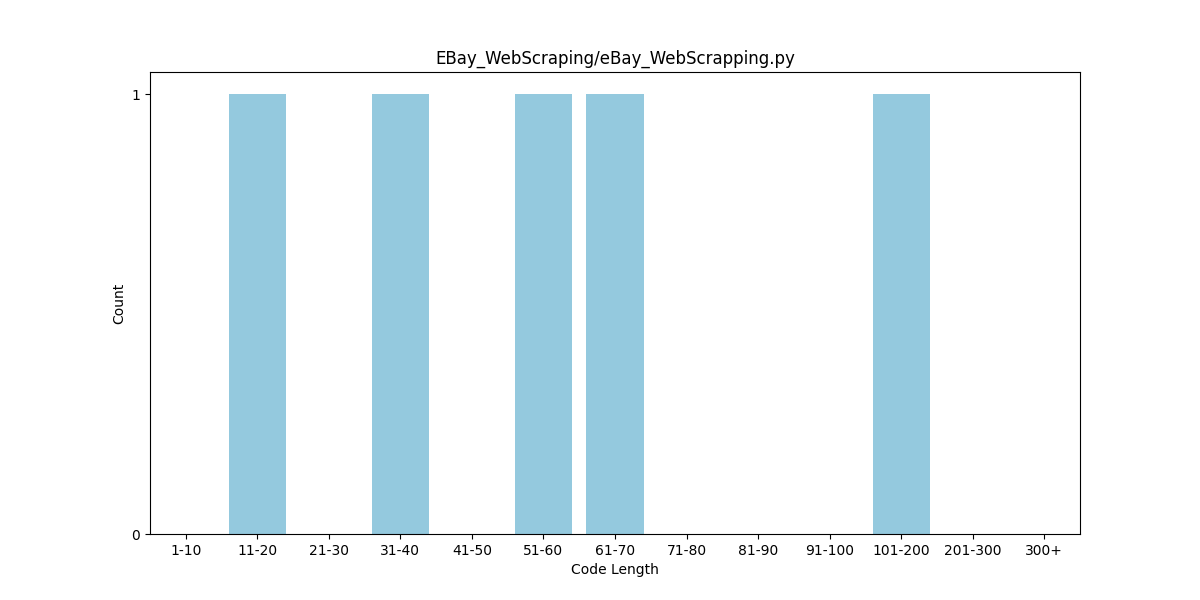 EBay_WebScraping/eBay_WebScrapping.py
1
Count
0
1-10 11-20 21-30 31-40 41-50 51-60 61-70 71-80 81-90 91-100 101-200 201-300 300+
Code Length